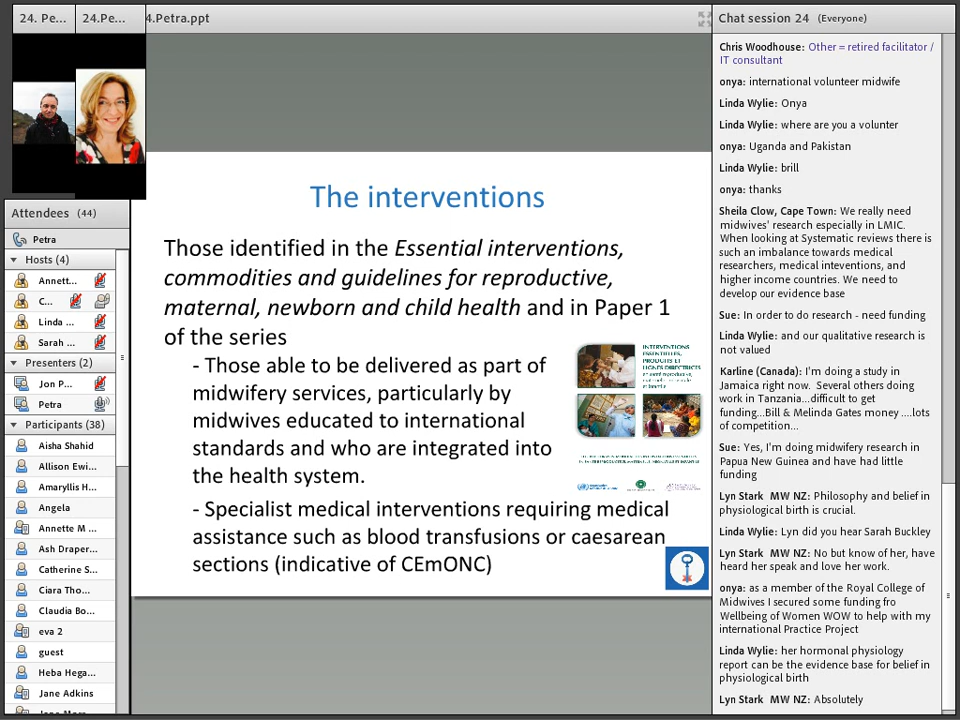 24. Pe...
24.Pe...
4.Petra.ppt
Attendees (44)
Petra
Hosts (4)
Annett...
C...
Linda ...
Sarah ...
Presenters (2)
Jon P...
Petra
Participants (38)
Aisha Shahid
Allison Ewi...
Amaryllis H...
Angela
Annette M ...
Ash Draper...
Catherine S...
Ciara Tho...
Claudia Bo...
eva 2
guest
Heba Hega...
Jane Adkins
The interventions
Those identified in the Essential interventions,
commodities and guidelines for reproductive,
maternal, newborn and child health and in Paper 1
of the series
- Those able to be delivered as part of
midwifery services, particularly by
midwives educated to international
standards and who are integrated into
the health system.
- Specialist medical interventions requiring medical
assistance such as blood transfusions or caesarean
sections (indicative of CEmONC)
INTERVENTIONS
ESSENTIELLES,
PRODUITS ET
LIGNES DIRECTRICES
Chat session 24 (Everyone)
Chris Woodhouse: Other = retired facilitator /
IT consultant
onya: international volunteer midwife
Linda Wylie: Onya
Linda Wylie: where are you a volunter
onya: Uganda and Pakistan
Linda Wylie: brill
onya: thanks
Sheila Clow, Cape Town: We really need
midwives' research especially in LMIC.
When looking at Systematic reviews there is
such an imbalance towards medical
researchers, medical inteventions, and
higher income countries. We need to
develop our evidence base
Sue: In order to do research - need funding
Linda Wylie: and our qualitative research is
not valued
Karline (Canada): I'm doing a study in
Jamaica right now. Several others doing
work in Tanzania...difficult to get
funding...Bill & Melinda Gates money ....lots
of competition...
Sue: Yes, I'm doing midwifery research in
Papua New Guinea and have had little
funding
Lyn Stark MW NZ: Philosophy and belief in
physiological birth is crucial.
Linda Wylie: Lyn did you hear Sarah Buckley
Lyn Stark MW NZ: No but know of her, have
heard her speak and love her work.
onya: as a member of the Royal College of
Midwives I secured some funding fro
Wellbeing of Women WOW to help with my
international Practice Project
Linda Wylie: her hormonal physiology
report can be the evidence base for belief in
physiological birth
Lyn Stark MW NZ: Absolutely